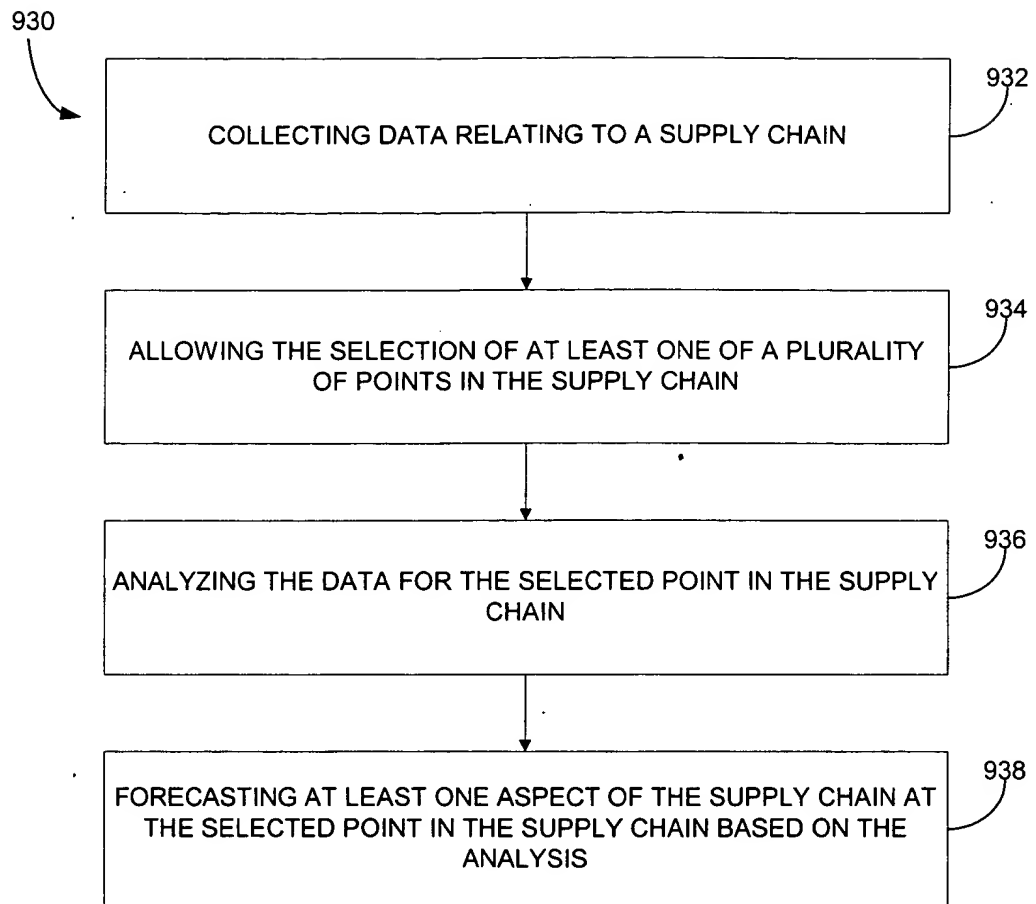 930
932
COLLECTING DATA RELATING TO A SUPPLY CHAIN
934
ALLOWING THE SELECTION OF AT LEAST ONE OF A PLURALITY
OF POINTS IN THE SUPPLY CHAIN
936
ANALYZING THE DATA FOR THE SELECTED POINT IN THE SUPPLY
CHAIN
938
FORECASTING AT LEAST ONE ASPECT OF THE SUPPLY CHAIN AT
THE SELECTED POINT IN THE SUPPLY CHAIN BASED ON THE
ANALYSIS